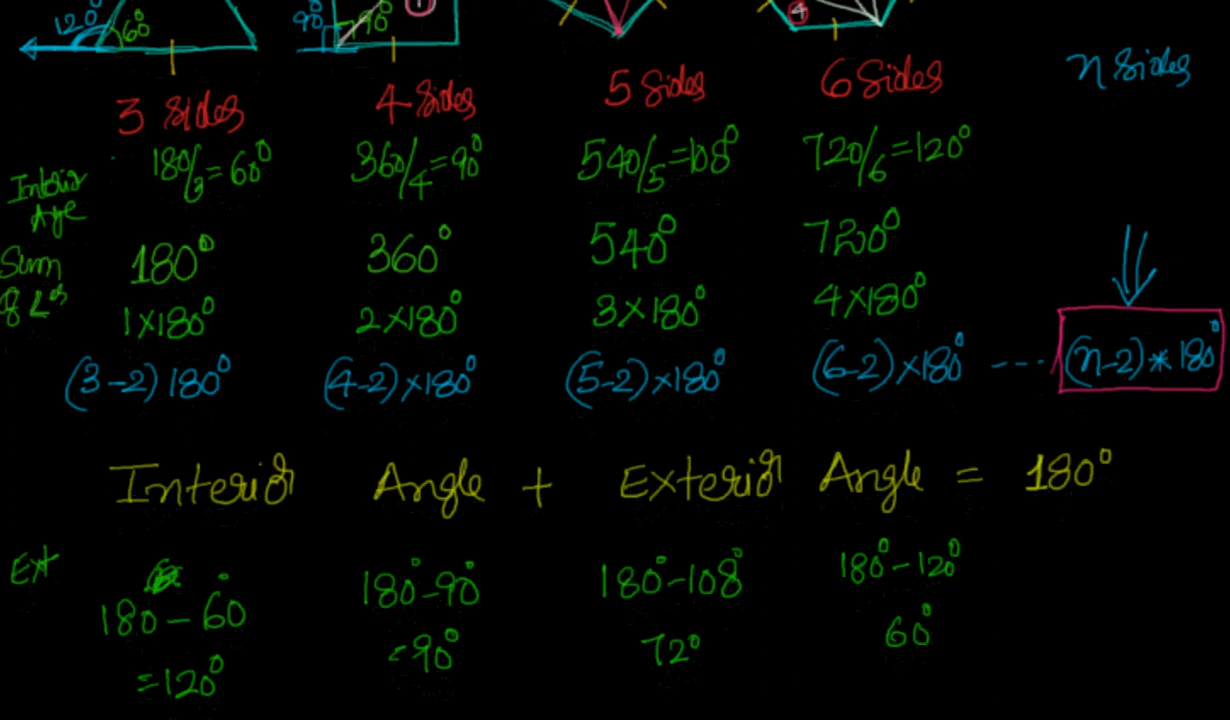 120° 60° 90° 90° 1 4
3 Sides 4 Sides 5 Sides 6 Sides n Sides
Interior 180/3=60° 360/4=90° 540/5=108° 720/6=120°
Age
Sum 180° 360° 540° 720°
of L's 1×180° 2×180° 3×180° 4×180°
(3-2)180° (4-2)×180° (5-2)×180° (6-2)×180° ---- (n-2)*180°
Interior Angle + Exterior Angle = 180°
Ext 180-60 180°-90° 180°-108° 180°-120°
=120° =90° 72° 60°